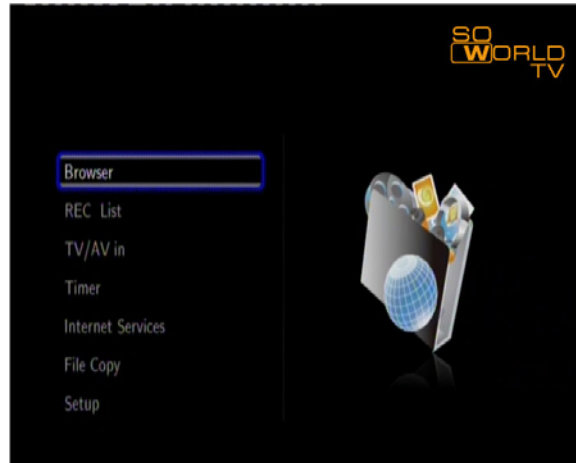 SO
WORLD
TV
Browser
REC List
TV/AV in
Timer
Internet Services
File Copy
Setup